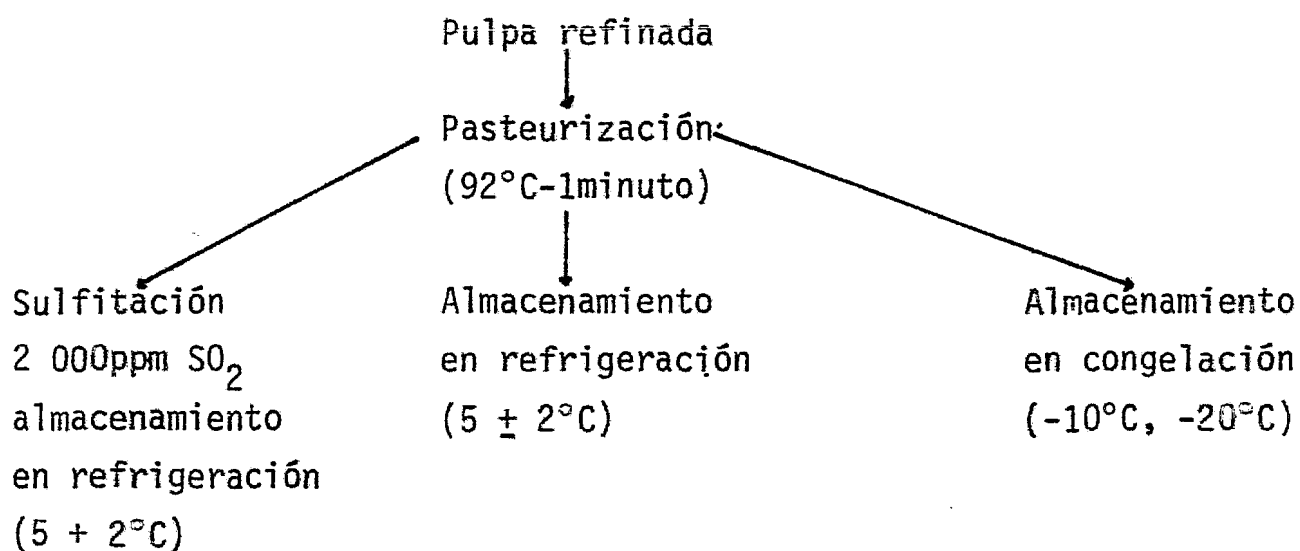 Pulpa refinada
Pasteurización
(92°C-1minuto)
Sulfitación
2 000ppm SO2
almacenamiento
en refrigeración
(5 + 2°C)
Almacenamiento
en refrigeración
(5 ± 2°C)
Almacenamiento
en congelación
(-10°C, -20°C)